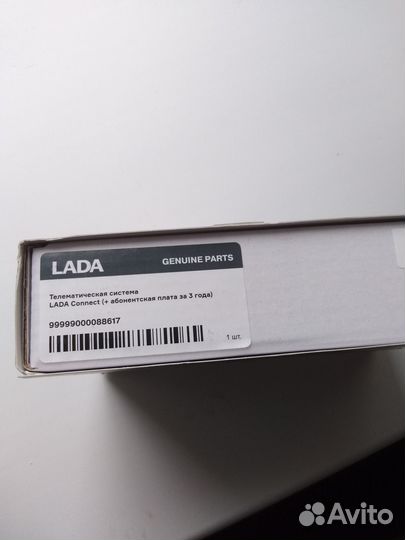 LADA GENUINE PARTS
Телематическая система
LADA Connect (+ абонентская плата за 3 года)
99999000088617
1 шт.
Avito